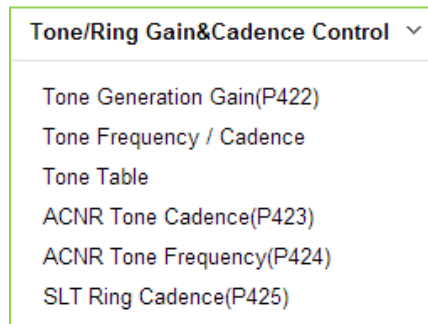 Tone/Ring Gain&Cadence Control
Tone Generation Gain(P422)
Tone Frequency / Cadence
Tone Table
ACNR Tone Cadence(P423)
ACNR Tone Frequency(P424)
SLT Ring Cadence(P425)